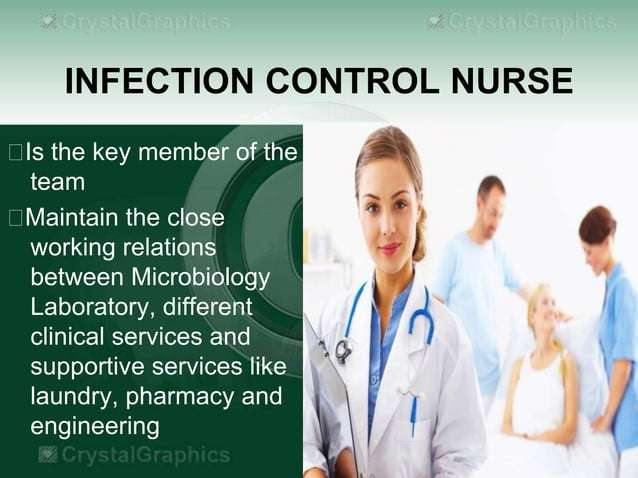 CrystalGraphics CrystalGraphics
INFECTION CONTROL NURSE
Is the key member of the
team
Maintain the close
working relations
between Microbiology
Laboratory, different
clinical services and
supportive services like
laundry, pharmacy and
engineering
CrystalGraphics